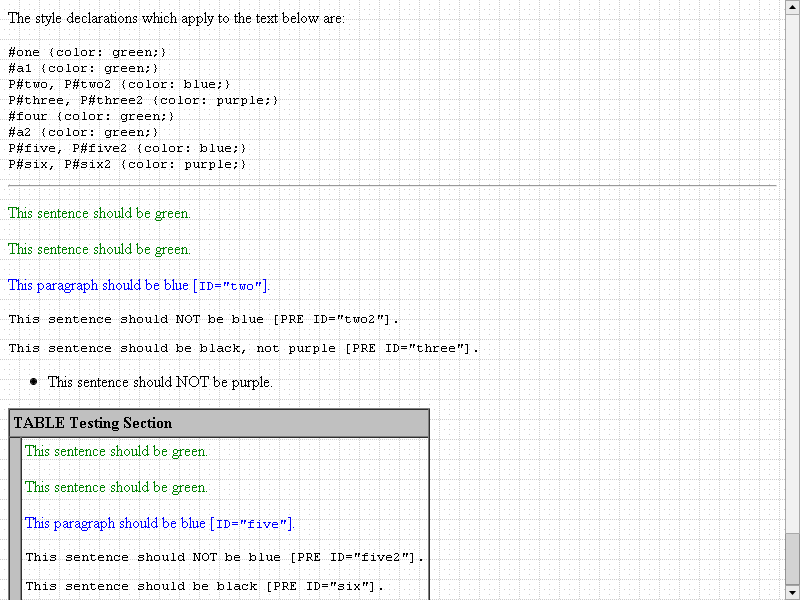 The style declarations which apply to the text below are:
#one {color: green;}
#a1 {color: green;}
P#two, P#two2 {color: blue;}
P#three, P#three2 {color: purple;}
#four {color: green;}
#a2 {color: green;}
P#five, P#five2 {color: blue;}
P#six, P#six2 {color: purple;}
This sentence should be green.
This sentence should be green.
This paragraph should be blue [ID="two"].
This sentence should NOT be blue [PRE ID="two2"].
This sentence should be black, not purple [PRE ID="three"].
● This sentence should NOT be purple.
TABLE Testing Section
This sentence should be green.
This sentence should be green.
This paragraph should be blue [ID="five"].
This sentence should NOT be blue [PRE ID="five2"].
This sentence should be black [PRE ID="six"].